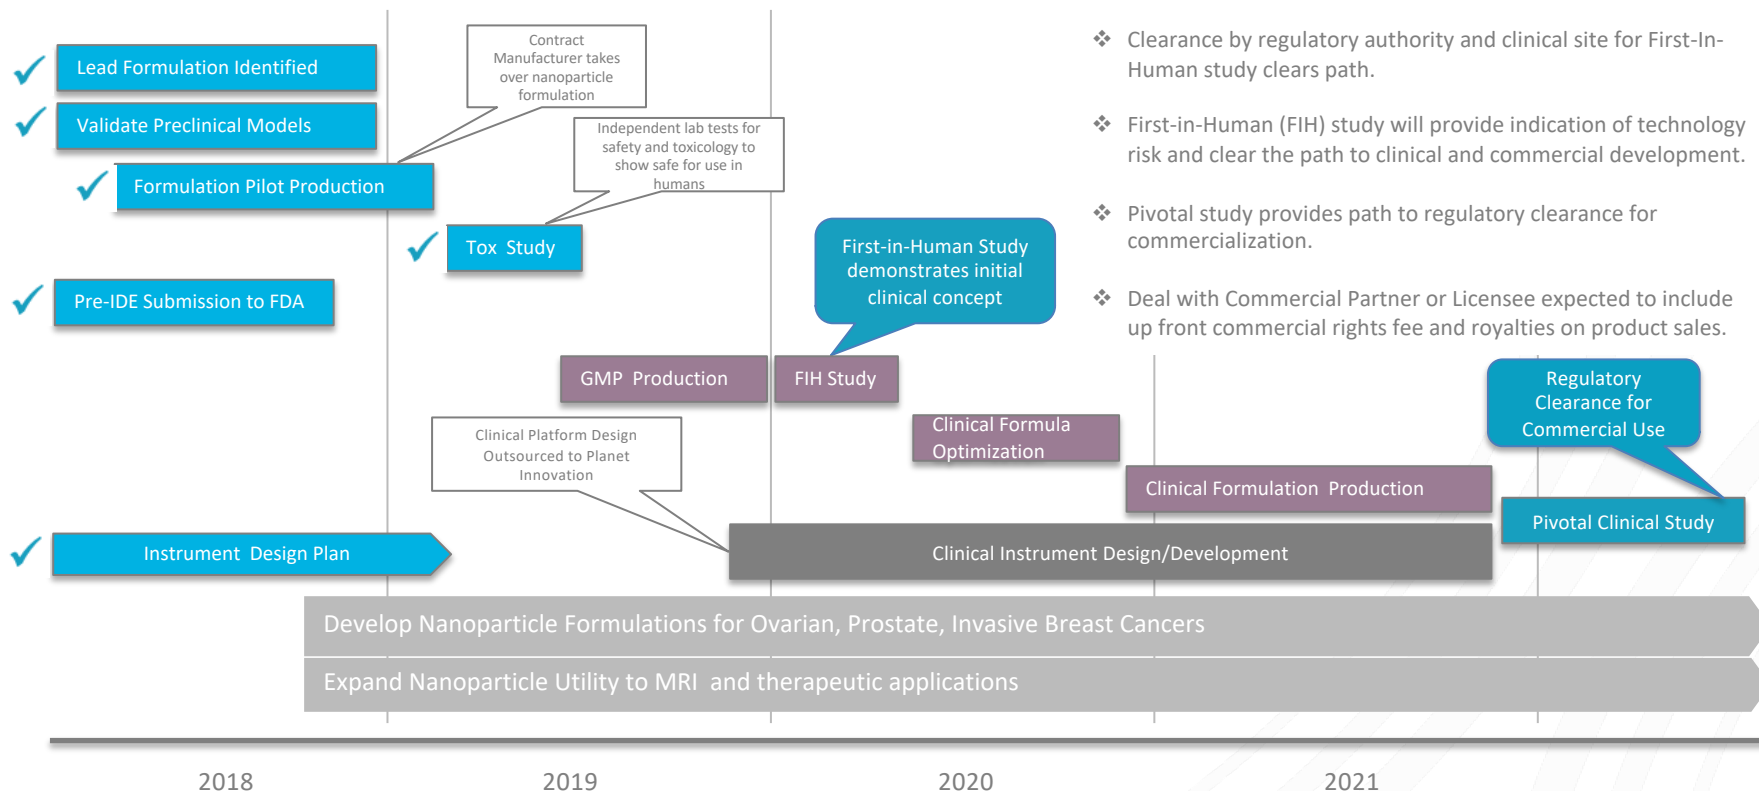 Lead Formulation Identified
Validate Preclinical Models
Formulation Pilot Production
Tox Study
Pre-IDE Submission to FDA
Contract
Manufacturer takes
over nanoparticle
formulation
Independent lab tests for
safety and toxicology to
show safe for use in
humans
First-in-Human Study
demonstrates initial
clinical concept
❖ Clearance by regulatory authority and clinical site for First-In-
Human study clears path.
❖ First-in-Human (FIH) study will provide indication of technology
risk and clear the path to clinical and commercial development.
❖ Pivotal study provides path to regulatory clearance for
commercialization.
❖ Deal with Commercial Partner or Licensee expected to include
up front commercial rights fee and royalties on product sales.
GMP Production
FIH Study
Clinical Formula
Optimization
Regulatory
Clearance for
Commercial Use
Clinical Platform Design
Outsourced to Planet
Innovation
Clinical Formulation Production
Pivotal Clinical Study
Instrument Design Plan
Clinical Instrument Design/Development
Develop Nanoparticle Formulations for Ovarian, Prostate, Invasive Breast Cancers
Expand Nanoparticle Utility to MRI and therapeutic applications
2018
2019
2020
2021